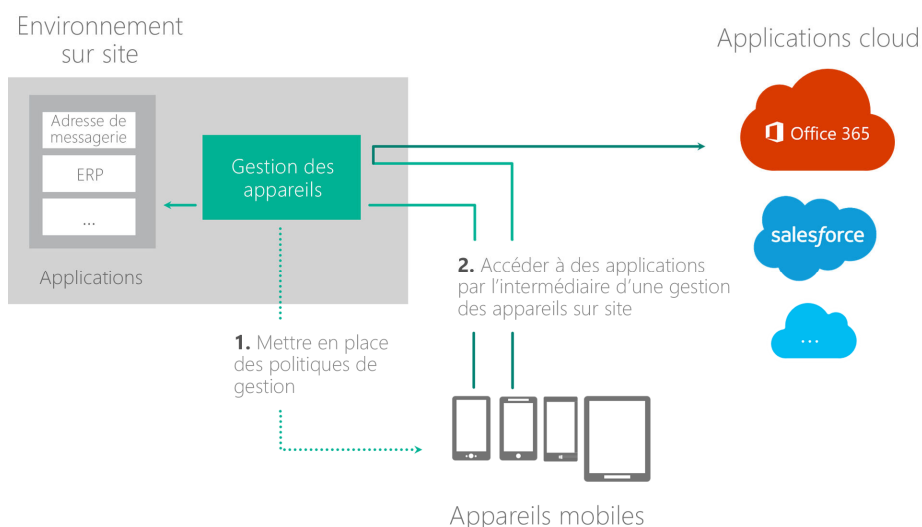 Environnement
sur site
Applications cloud
Adresse de
messagerie
ERP
...
Applications
Gestion des
appareils
Office 365
salesforce
...
2. Accéder à des applications
par l’intermédiaire d’une gestion
des appareils sur site
1. Mettre en place
des politiques de
gestion
Appareils mobiles